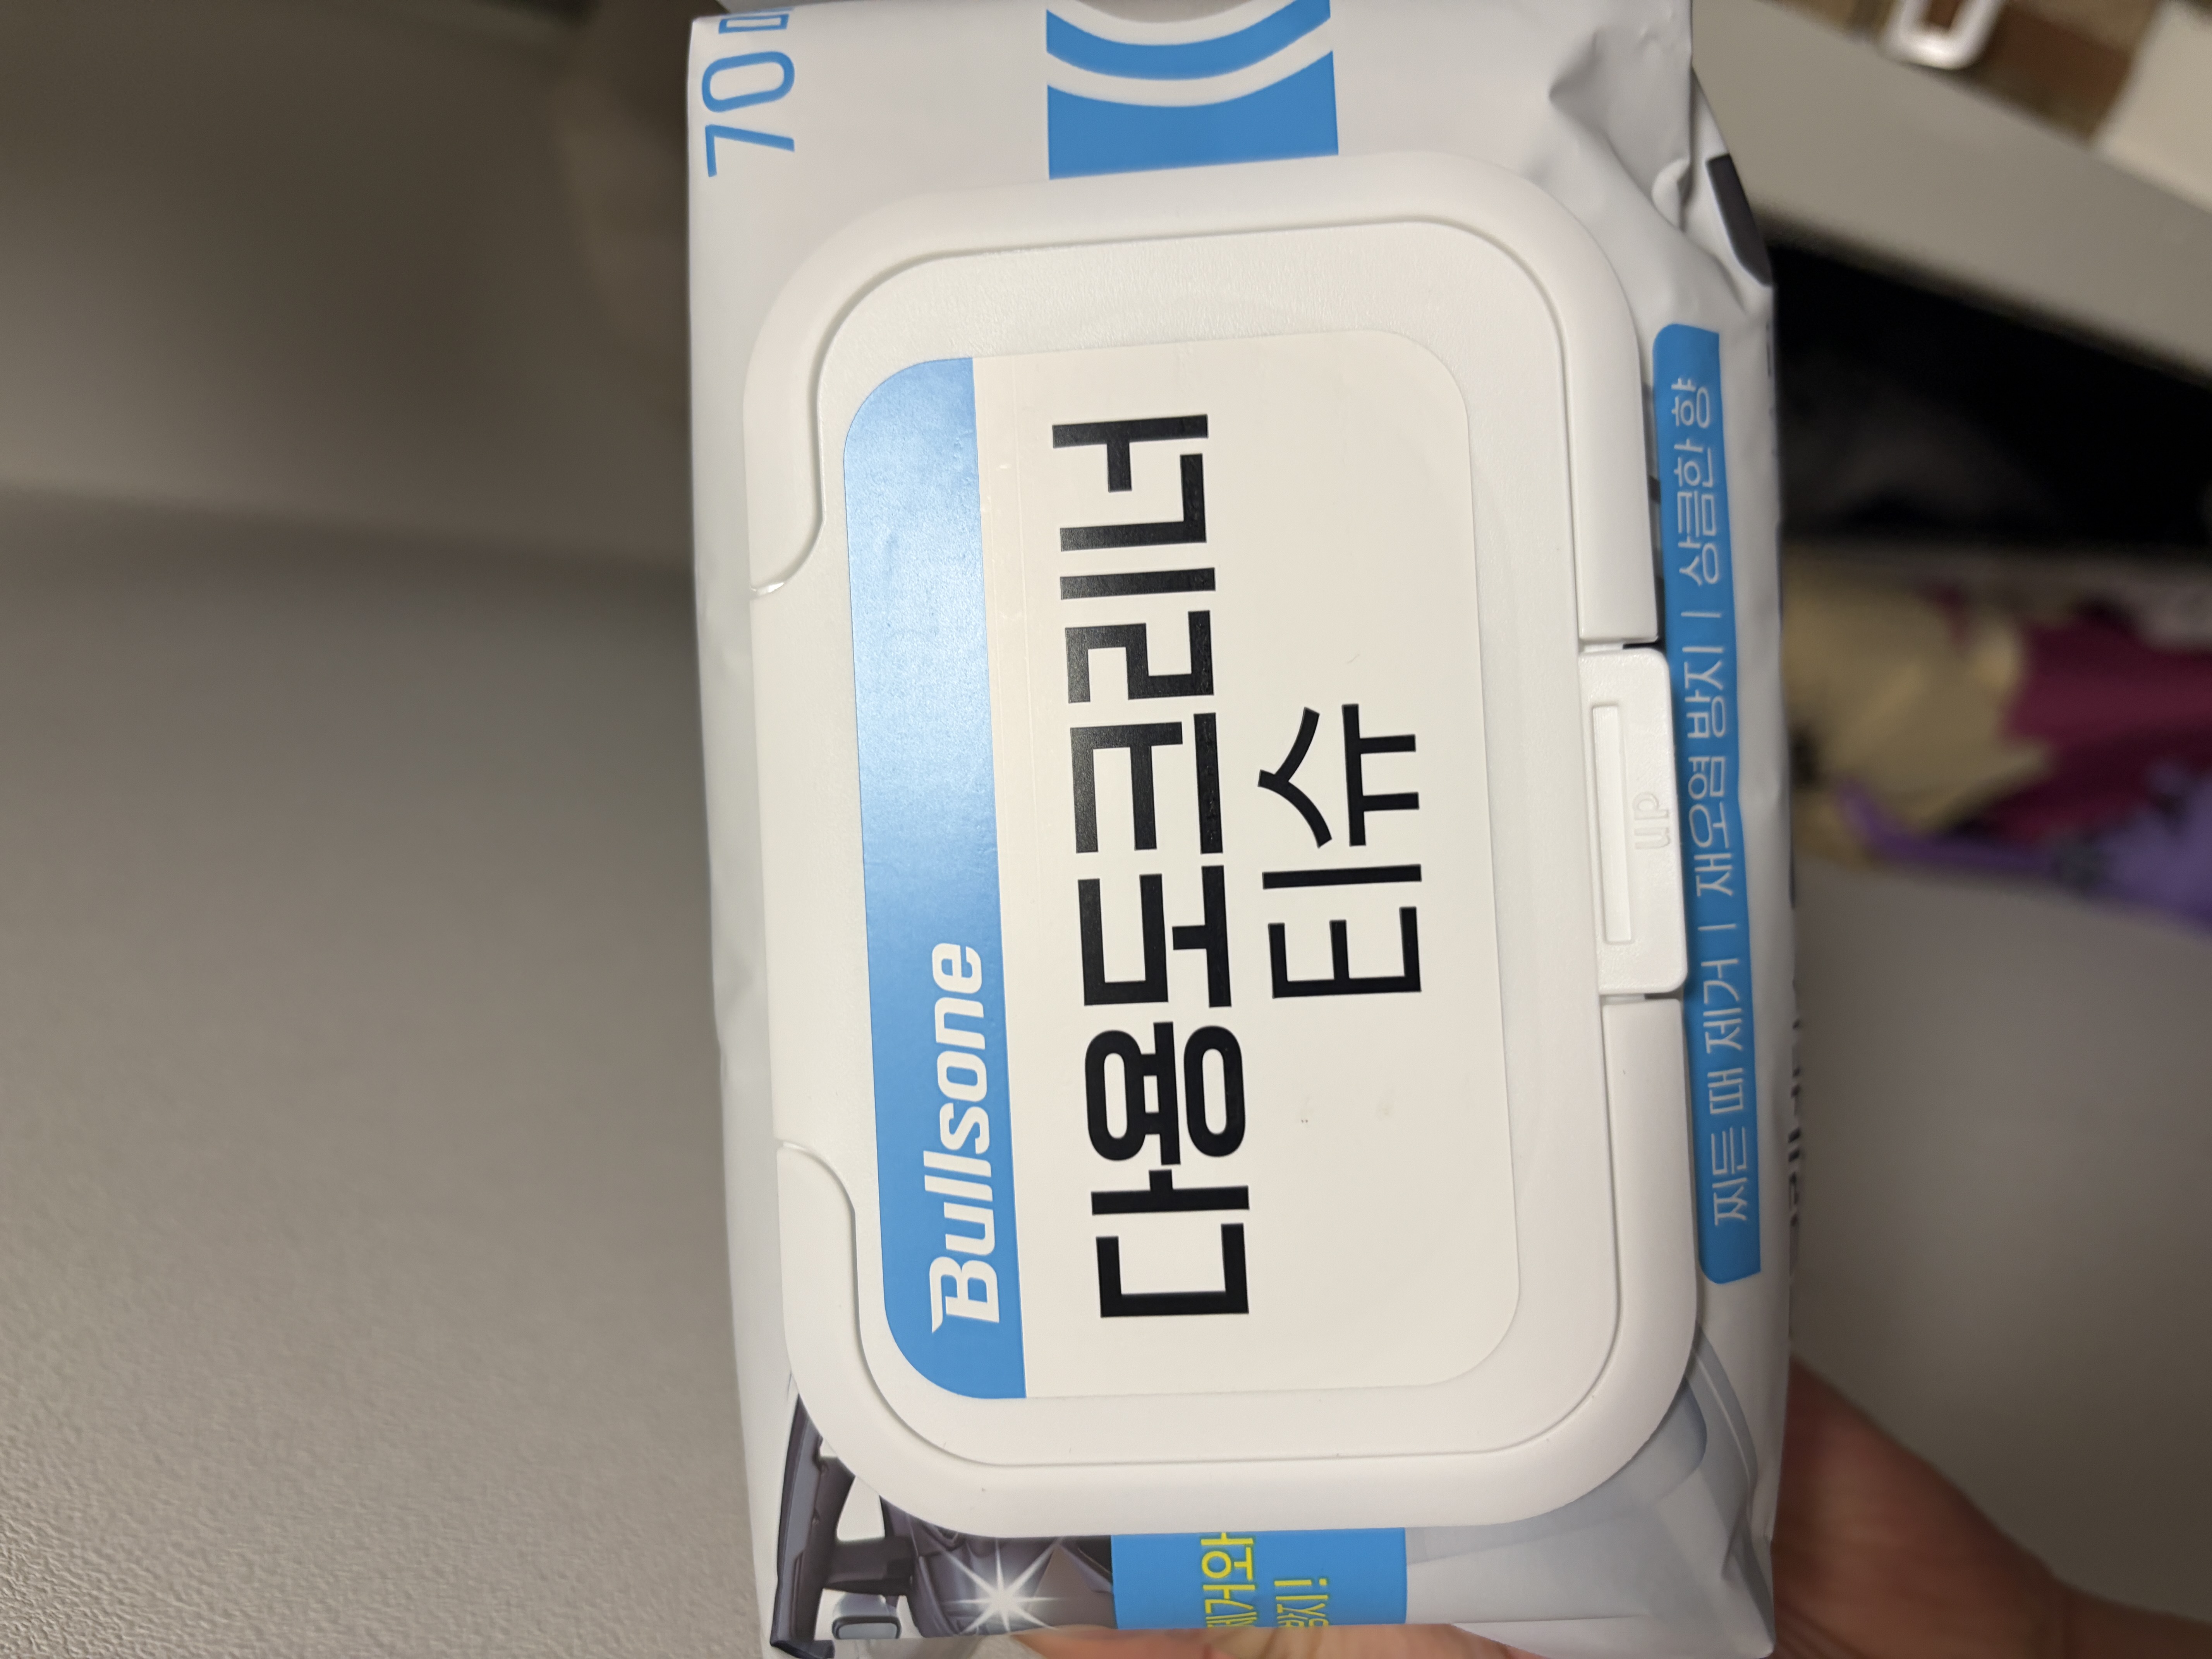 70
Bullsone
다용도크리너
티슈
up
찌든 때 제거 | 재오염 방지 | 상큼한 향